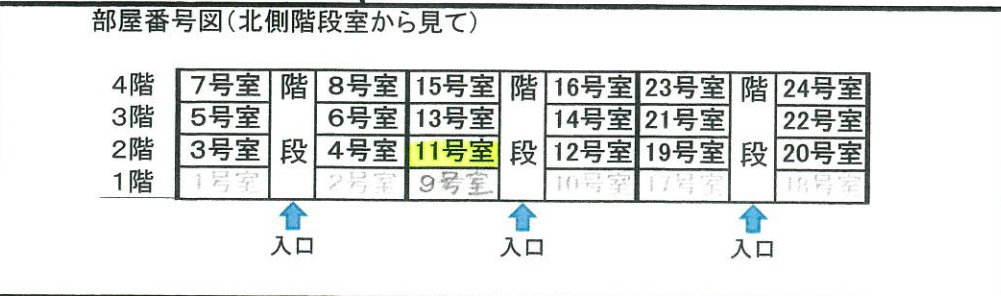 部屋番号図(北側階段室から見て)
4階 7号室 階 8号室 15号室 階 16号室 23号室 階 24号室
3階 5号室 6号室 13号室 14号室 21号室 22号室
2階 3号室 段 4号室 11号室 段 12号室 19号室 段 20号室
1階 1号室 2号室 9号室 10号室 17号室 18号室
入口 入口 入口